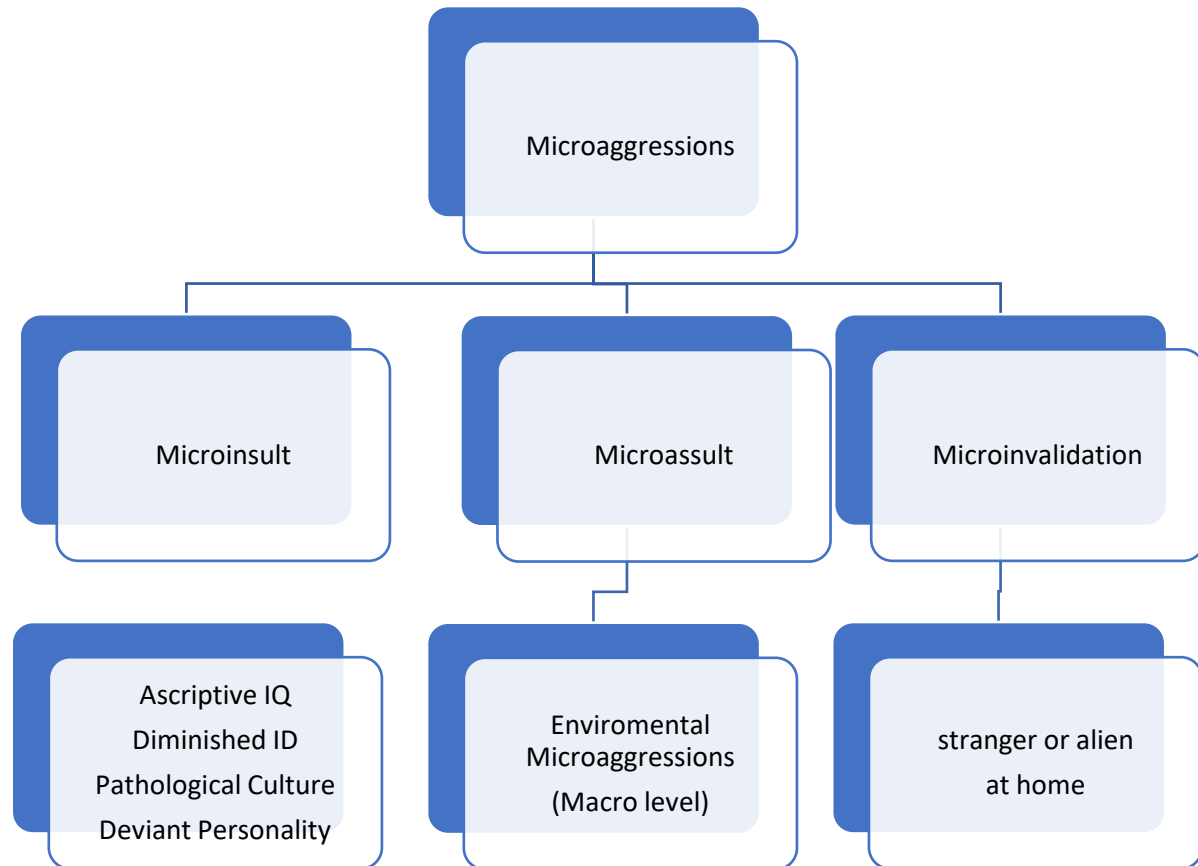 Microaggressions
Microinsult
Microassult
Microinvalidation
Ascriptive IQ
Diminished ID
Pathological Culture
Deviant Personality
Enviromental
Microaggressions
(Macro level)
stranger or alien
at home